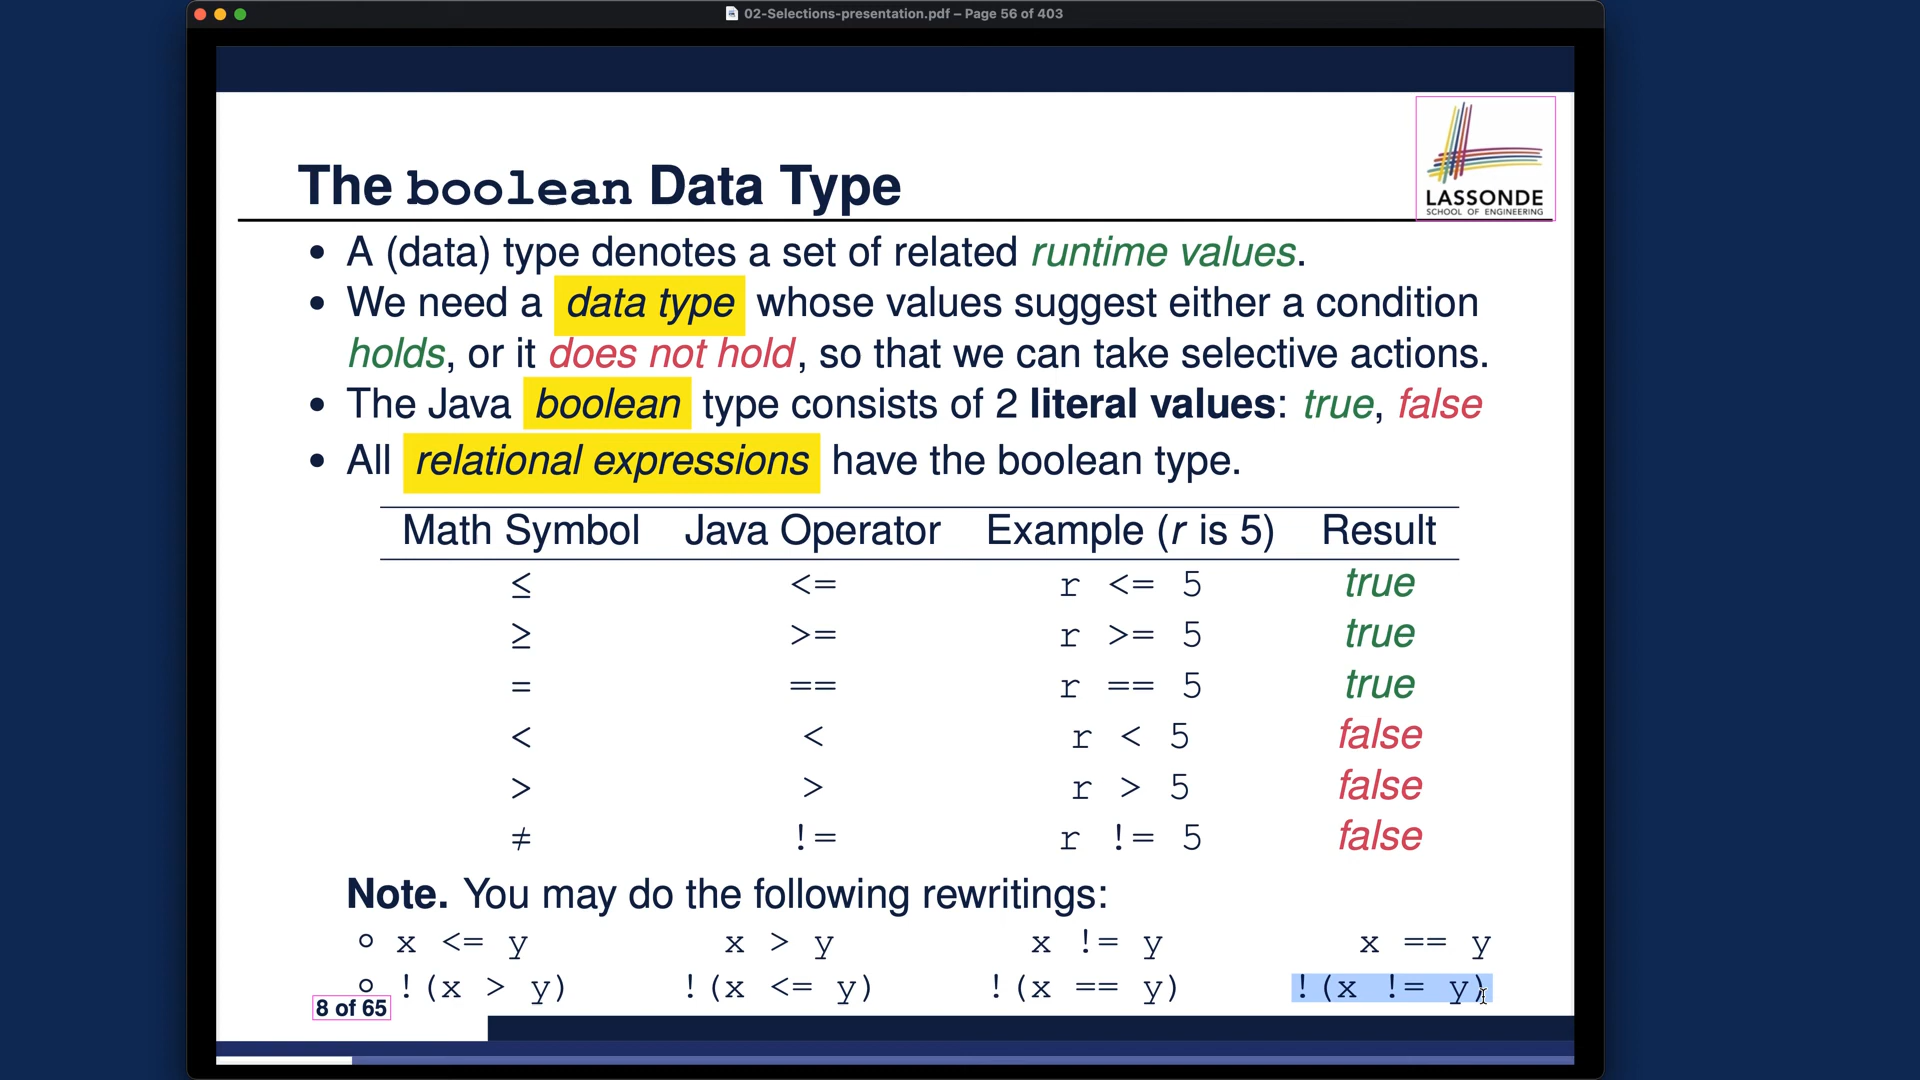 02-Selections-presentation.pdf – Page 56 of 403
LASSONDE
SCHOOL OF ENGINEERING
The boolean Data Type
• A (data) type denotes a set of related runtime values.
• We need a data type whose values suggest either a condition
holds, or it does not hold, so that we can take selective actions.
• The Java boolean type consists of 2 literal values: true, false
• All relational expressions have the boolean type.
Math Symbol Java Operator Example (r is 5) Result
≤ <= r <= 5 true
≥ >= r >= 5 true
= == r == 5 true
< < r < 5 false
> > r > 5 false
≠ != r != 5 false
Note. You may do the following rewritings:
◦ x <= y x > y x != y x == y
◦ !(x > y) !(x <= y) !(x == y) !(x != y)
8 of 65